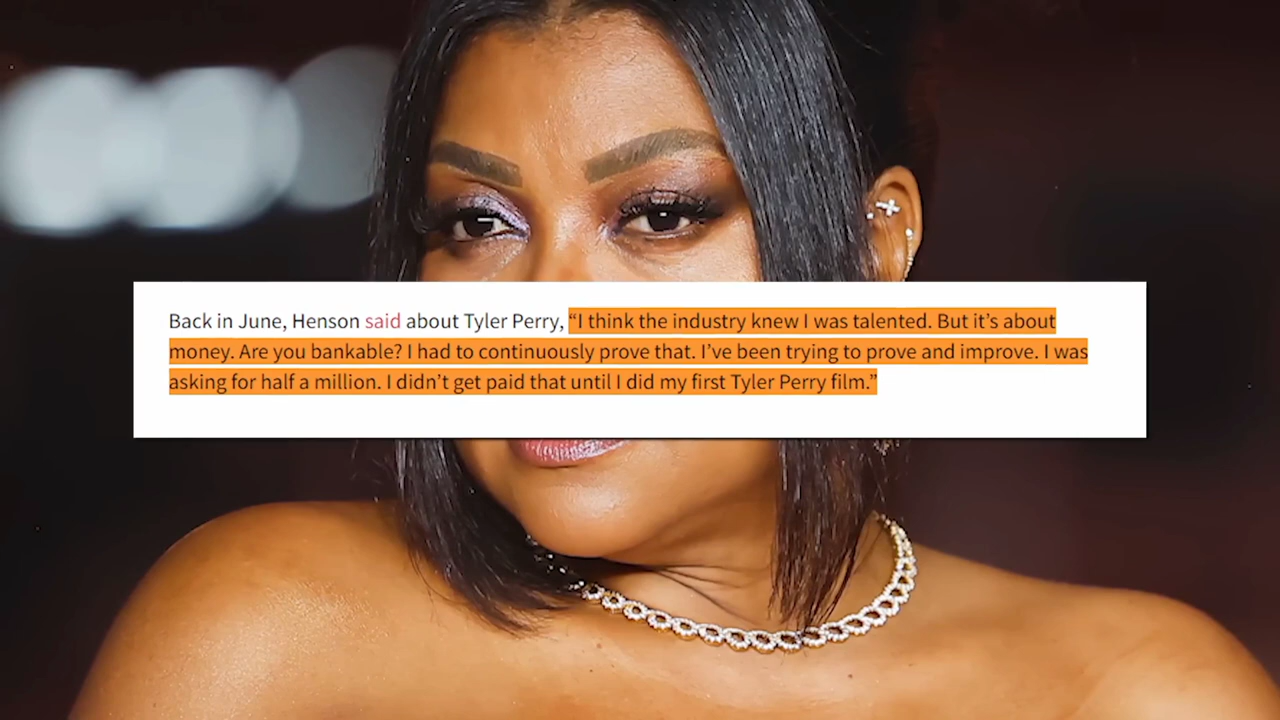 Back in June, Henson said about Tyler Perry, “I think the industry knew I was talented. But it’s about
money. Are you bankable? I had to continuously prove that. I’ve been trying to prove and improve. I was
asking for half a million. I didn’t get paid that until I did my first Tyler Perry film.”